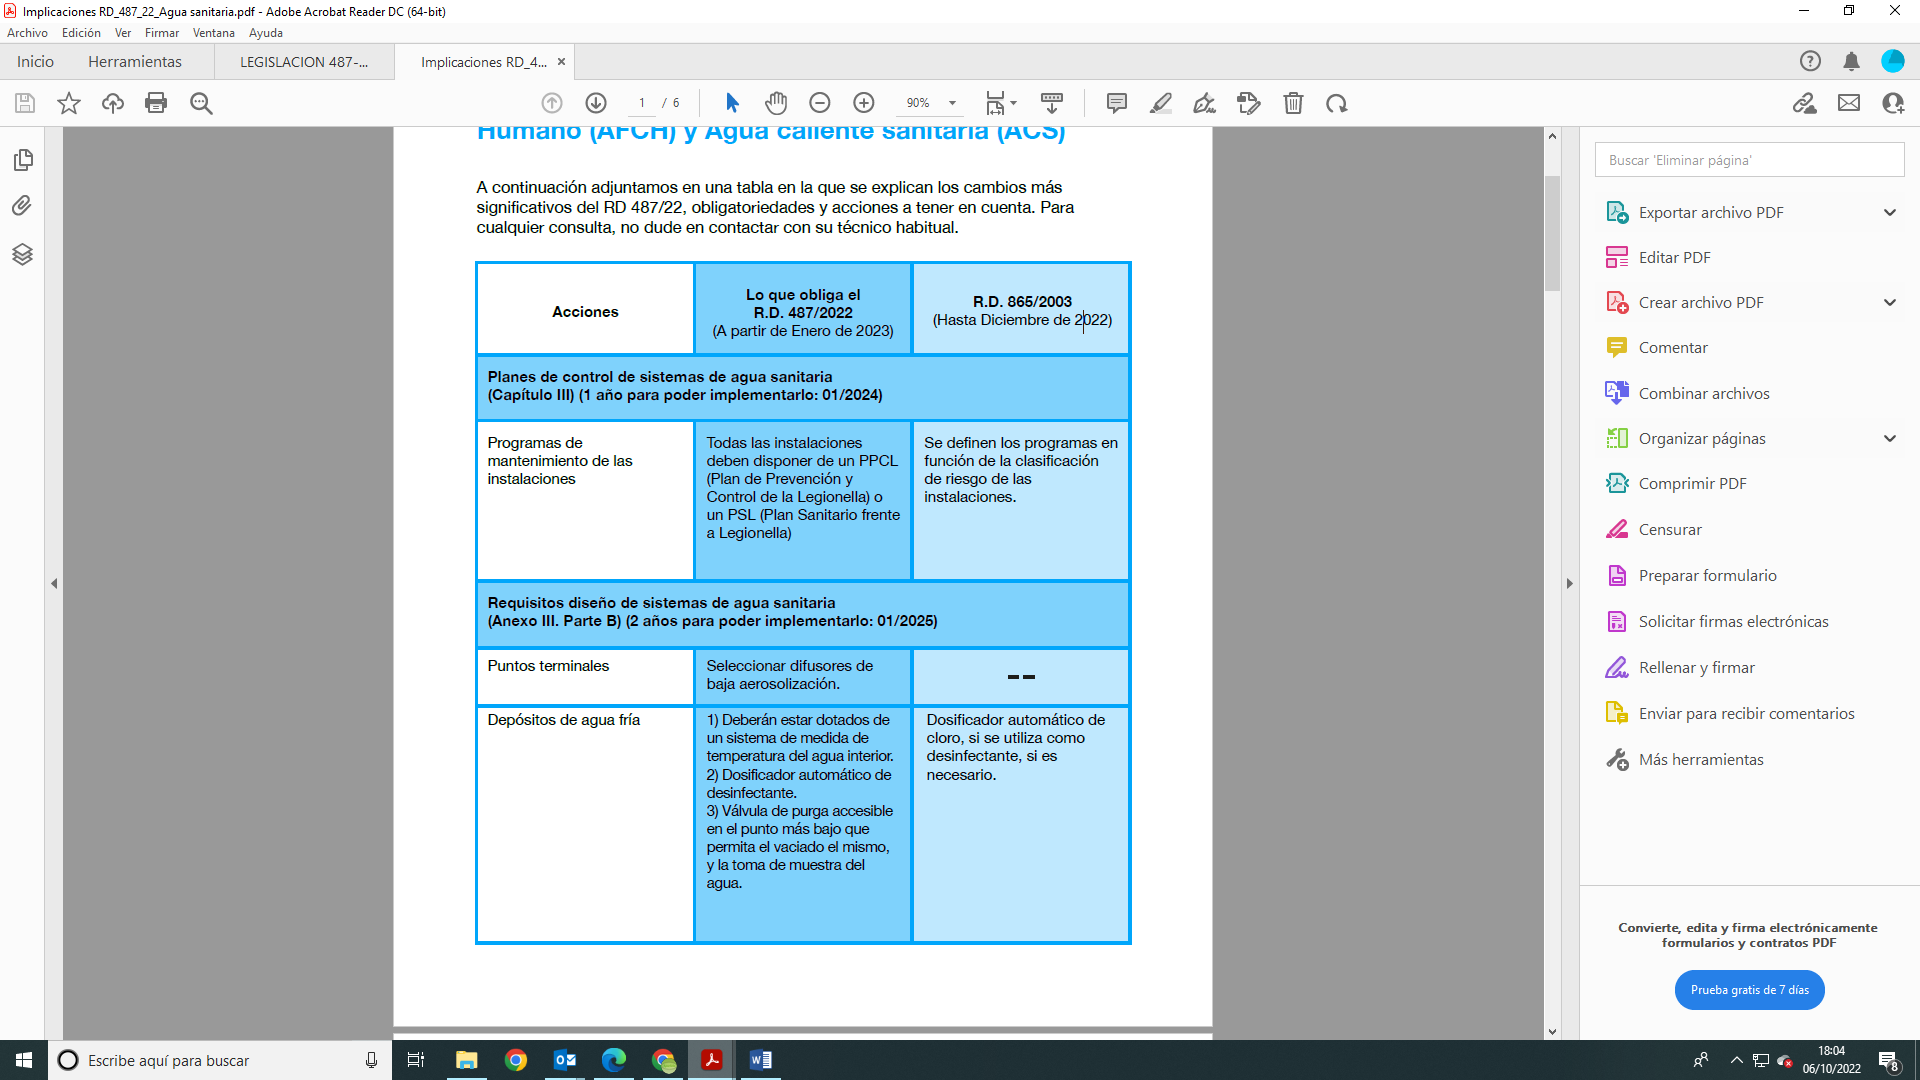 Implicaciones RD_487_22_Agua sanitaria.pdf - Adobe Acrobat Reader DC (64-bit)
Archivo Edición Ver Firmar Ventana Ayuda
Inicio Herramientas LEGISLACION 487-... Implicaciones RD_4... ×
1 / 6 90%
Humano (AFCH) y Agua caliente sanitaria (ACS)
A continuación adjuntamos en una tabla en la que se explican los cambios más
significativos del RD 487/22, obligatoriedades y acciones a tener en cuenta. Para
cualquier consulta, no dude en contactar con su técnico habitual.
Acciones
Lo que obliga el
R.D. 487/2022
(A partir de Enero de 2023)
R.D. 865/2003
(Hasta Diciembre de 2022)
Planes de control de sistemas de agua sanitaria
(Capítulo III) (1 año para poder implementarlo: 01/2024)
Programas de
mantenimiento de las
instalaciones
Todas las instalaciones
deben disponer de un PPCL
(Plan de Prevención y
Control de la Legionella) o
un PSL (Plan Sanitario frente
a Legionella)
Se definen los programas en
función de la clasificación
de riesgo de las
instalaciones.
Requisitos diseño de sistemas de agua sanitaria
(Anexo III. Parte B) (2 años para poder implementarlo: 01/2025)
Puntos terminales
Seleccionar difusores de
baja aerosolización.
--
Depósitos de agua fría
1) Deberán estar dotados de
un sistema de medida de
temperatura del agua interior.
2) Dosificador automático de
desinfectante.
3) Válvula de purga accesible
en el punto más bajo que
permita el vaciado el mismo,
y la toma de muestra del
agua.
Dosificador automático de
cloro, si se utiliza como
desinfectante, si es
necesario.
Buscar 'Eliminar página'
Exportar archivo PDF
Editar PDF
Crear archivo PDF
Comentar
Combinar archivos
Organizar páginas
Comprimir PDF
Censurar
Preparar formulario
Solicitar firmas electrónicas
Rellenar y firmar
Enviar para recibir comentarios
Más herramientas
Convierte, edita y firma electrónicamente
formularios y contratos PDF
Prueba gratis de 7 días
Escribe aquí para buscar
18:04
06/10/2022
8